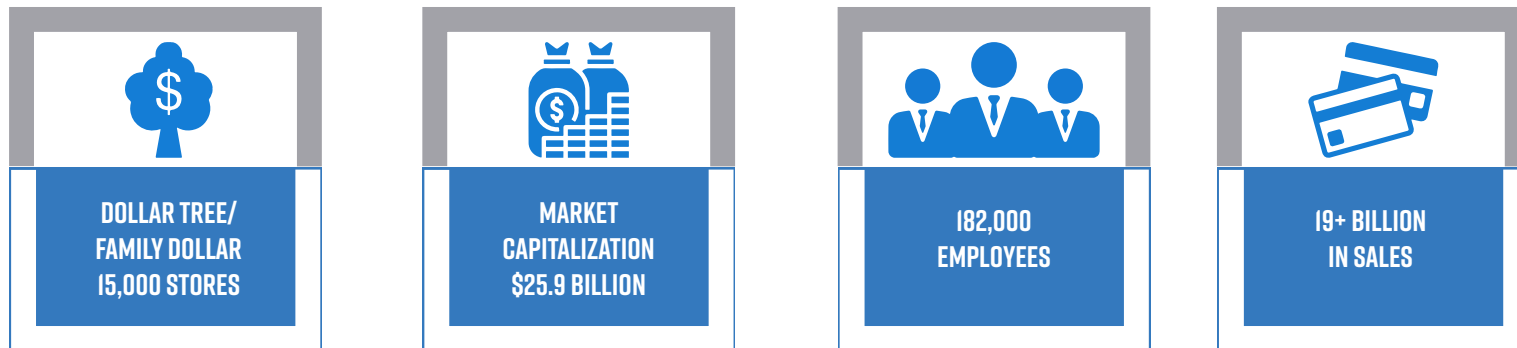 $
$
DOLLAR TREE/
FAMILY DOLLAR
15,000 STORES
MARKET
CAPITALIZATION
$25.9 BILLION
182,000
EMPLOYEES
19+ BILLION
IN SALES